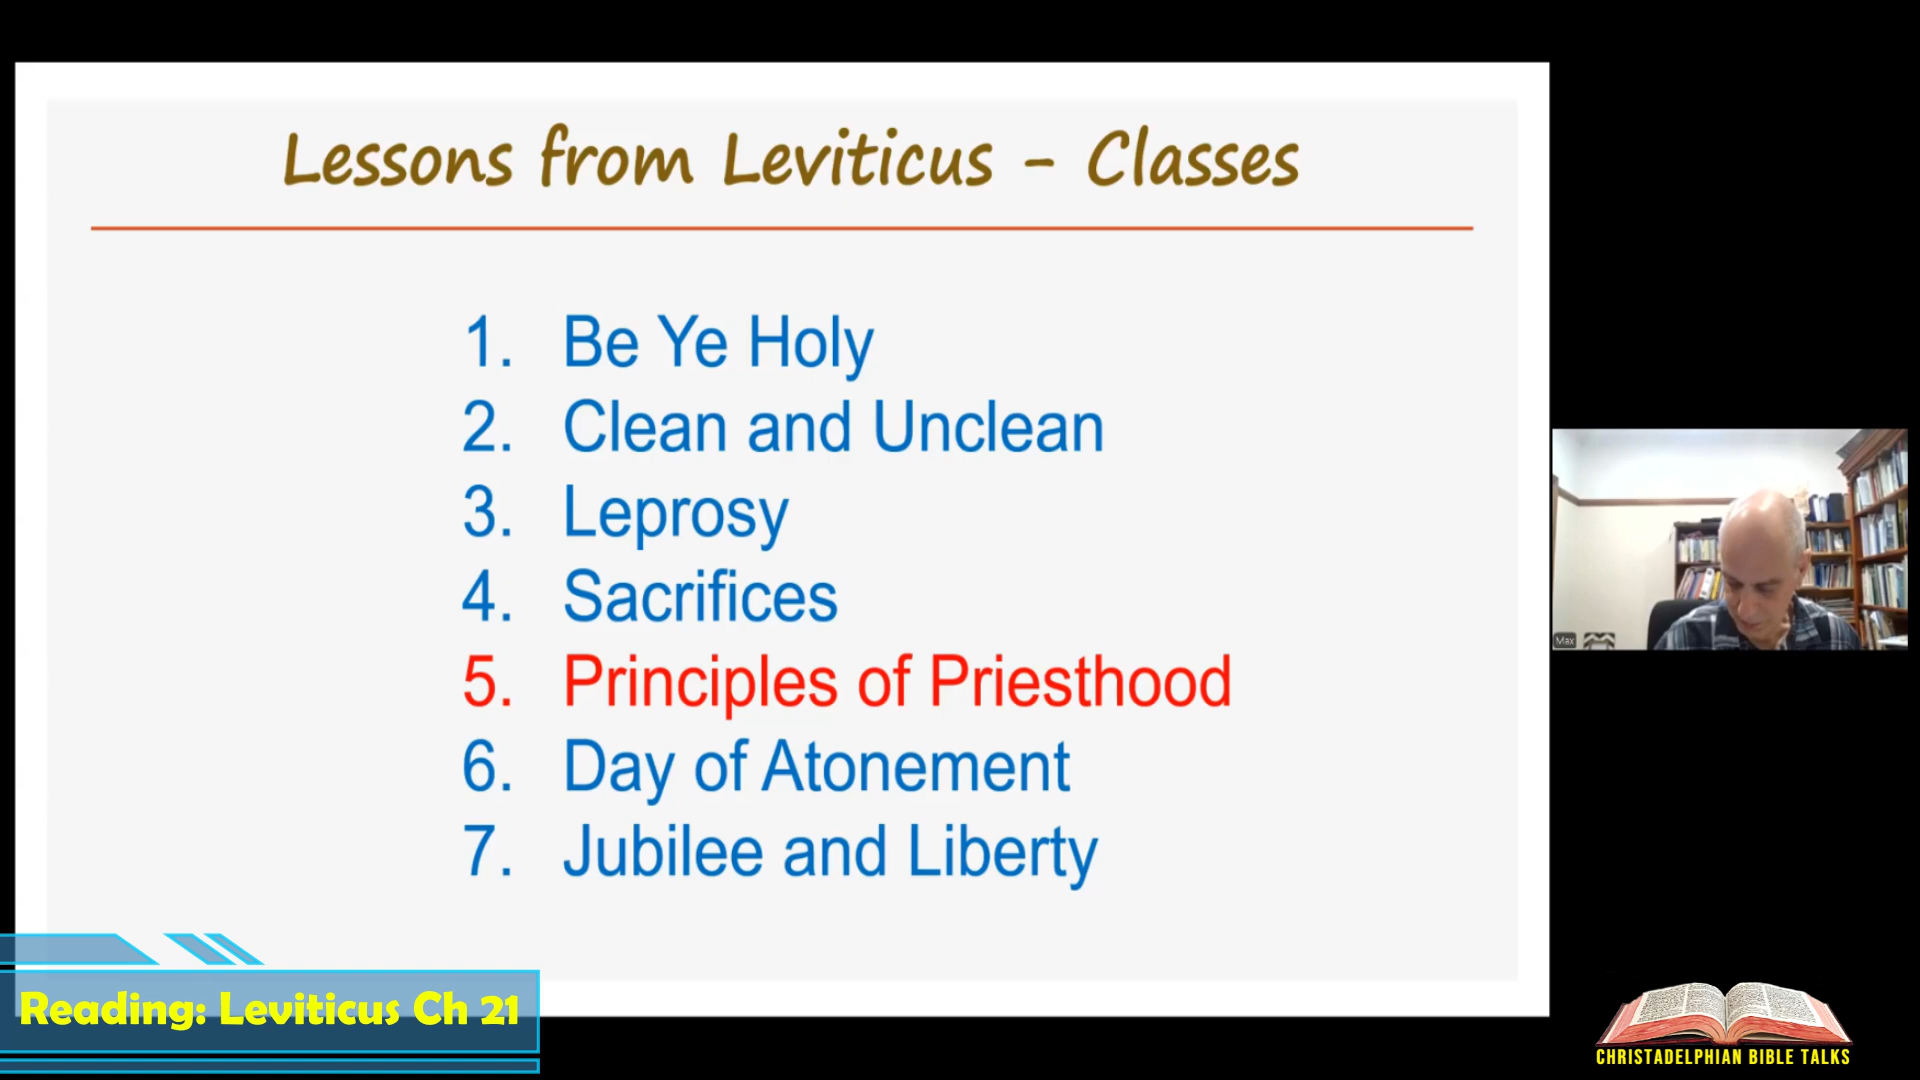 Lessons from Leviticus - Classes
1. Be Ye Holy
2. Clean and Unclean
3. Leprosy
4. Sacrifices
5. Principles of Priesthood
6. Day of Atonement
7. Jubilee and Liberty
Max
Reading: Leviticus Ch 21
CHRISTADELPHIAN BIBLE TALKS